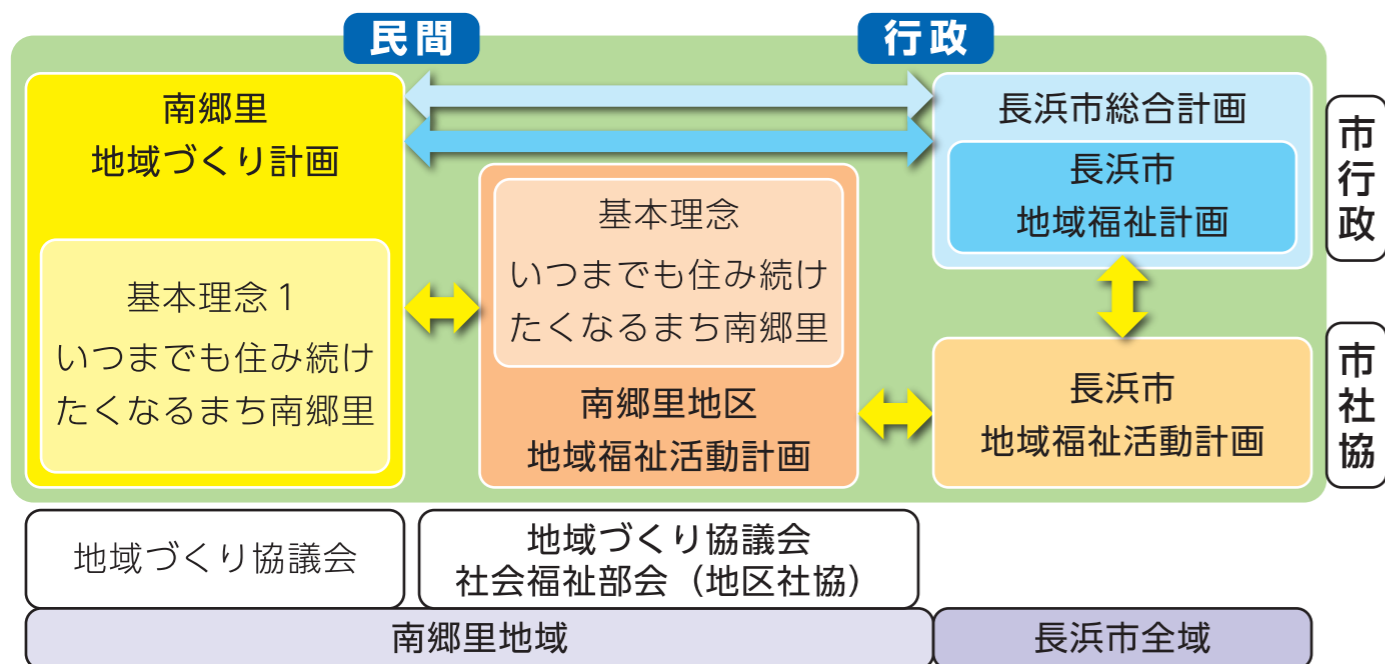 民間
行政
南郷里
地域づくり計画
基本理念1
いつまでも住み続け
たくなるまち南郷里
基本理念
いつまでも住み続け
たくなるまち南郷里
南郷里地区
地域福祉活動計画
長浜市総合計画
長浜市
地域福祉計画
長浜市
地域福祉活動計画
市行政
市社協
地域づくり協議会
地域づくり協議会
社会福祉部会（地区社協）
南郷里地域
長浜市全域